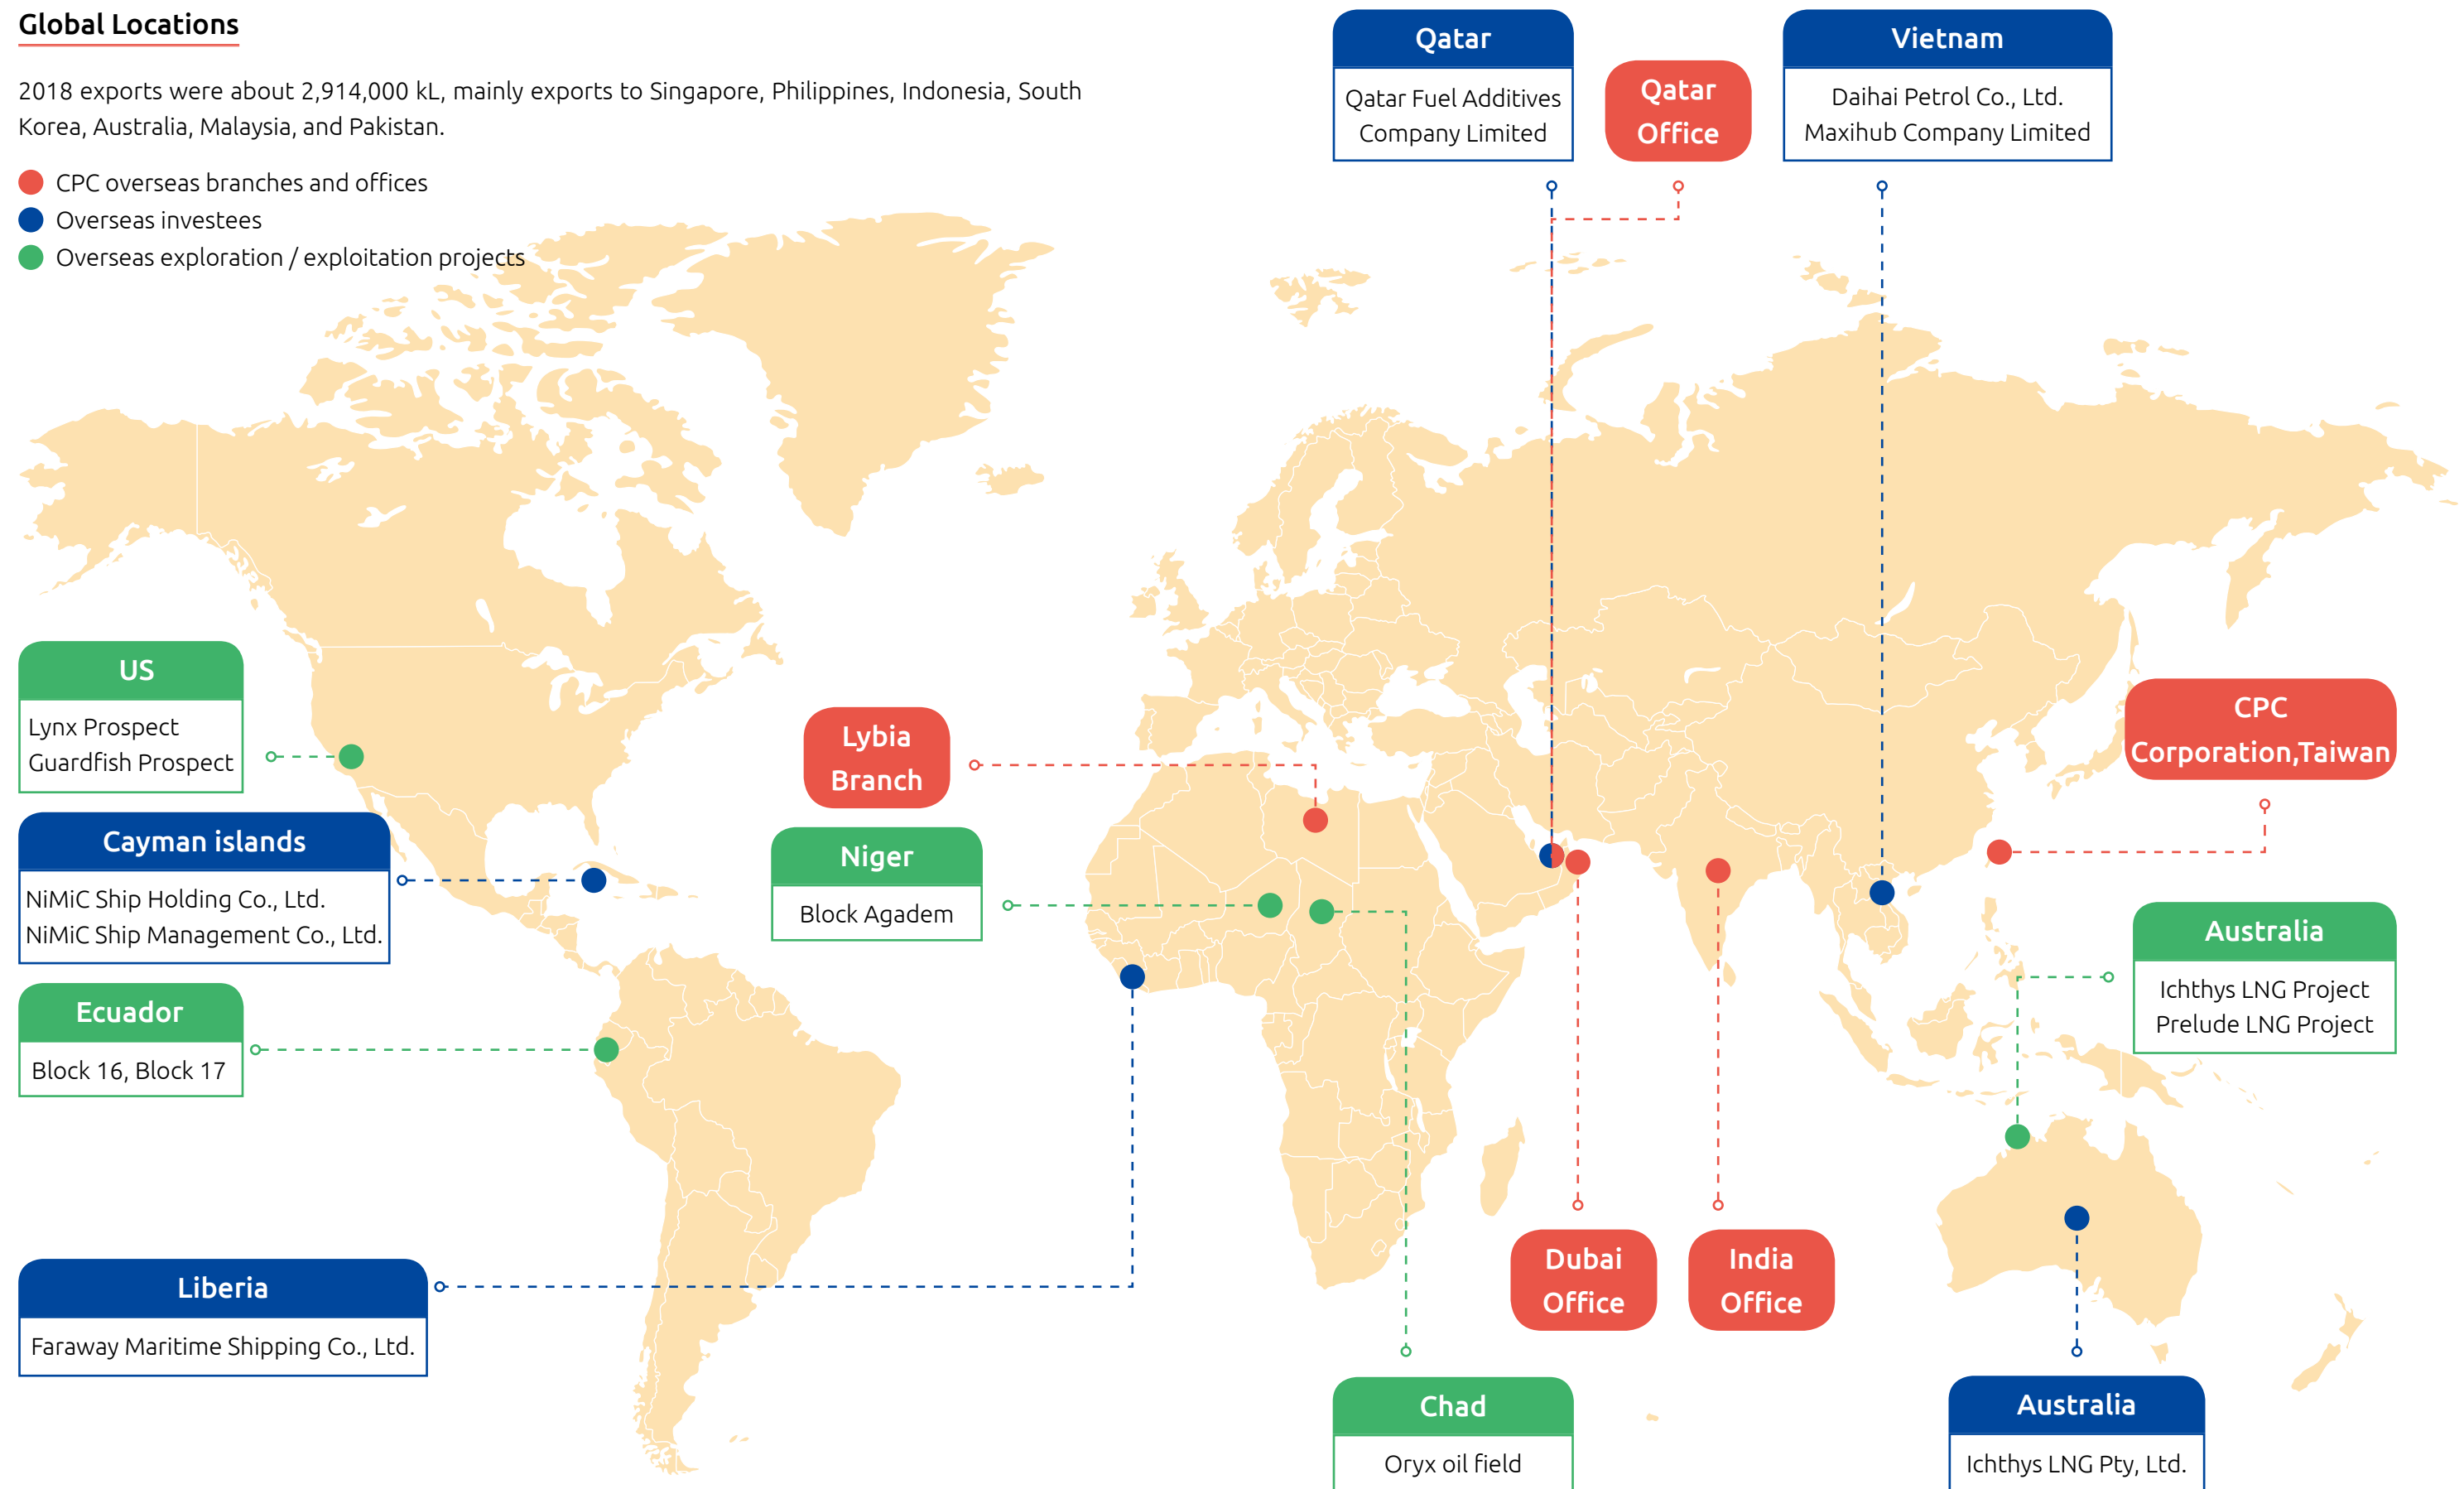 Global Locations
2018 exports were about 2,914,000 kL, mainly exports to Singapore, Philippines, Indonesia, South
Korea, Australia, Malaysia, and Pakistan.
CPC overseas branches and offices
Overseas investees
Overseas exploration / exploitation projects
Qatar
Qatar Fuel Additives
Company Limited
Qatar
Office
Vietnam
Daihai Petrol Co., Ltd.
Maxihub Company Limited
US
Lynx Prospect
Guardfish Prospect
Lybia
Branch
CPC
Corporation,Taiwan
Cayman islands
NiMiC Ship Holding Co., Ltd.
NiMiC Ship Management Co., Ltd.
Niger
Block Agadem
Australia
Ichthys LNG Project
Prelude LNG Project
Ecuador
Block 16, Block 17
Liberia
Faraway Maritime Shipping Co., Ltd.
Dubai
Office
India
Office
Chad
Oryx oil field
Australia
Ichthys LNG Pty, Ltd.